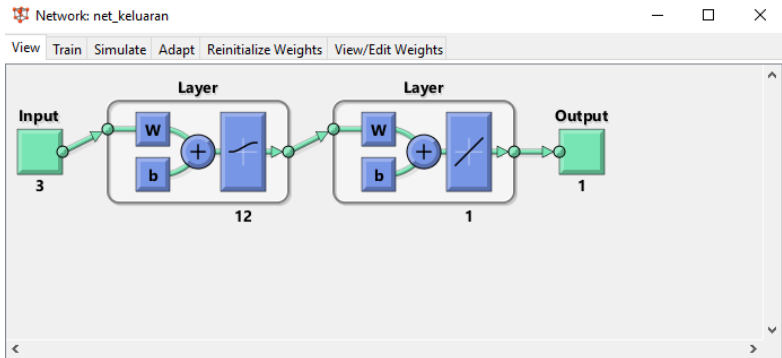 Network: net_keluaran
View Train Simulate Adapt Reinitialize Weights View/Edit Weights
Layer Layer
Input Output
W W
b b
3 1
12 1